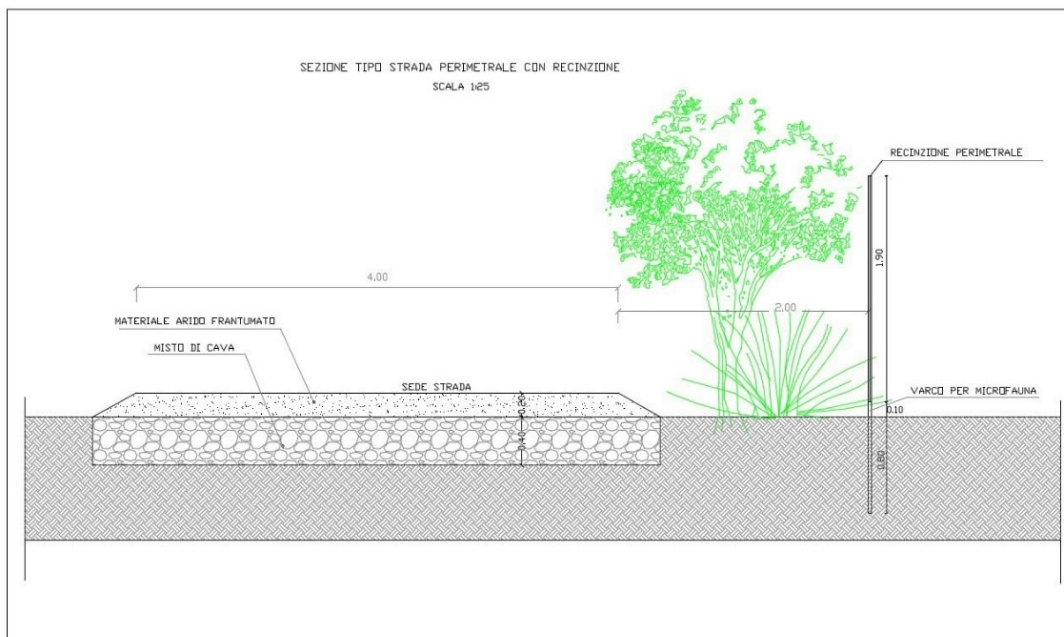 SEZIONE TIPO STRADA PERIMETRALE CON RECINZIONE
SCALA 1:25
RECINZIONE PERIMETRALE
4.00
1.90
2.00
MATERIALE ARIDO FRANTUMATO
MISTO DI CAVA
SEDE STRADA
0.20
VARCO PER MICROFAUNA
0.10
0.40
0.80